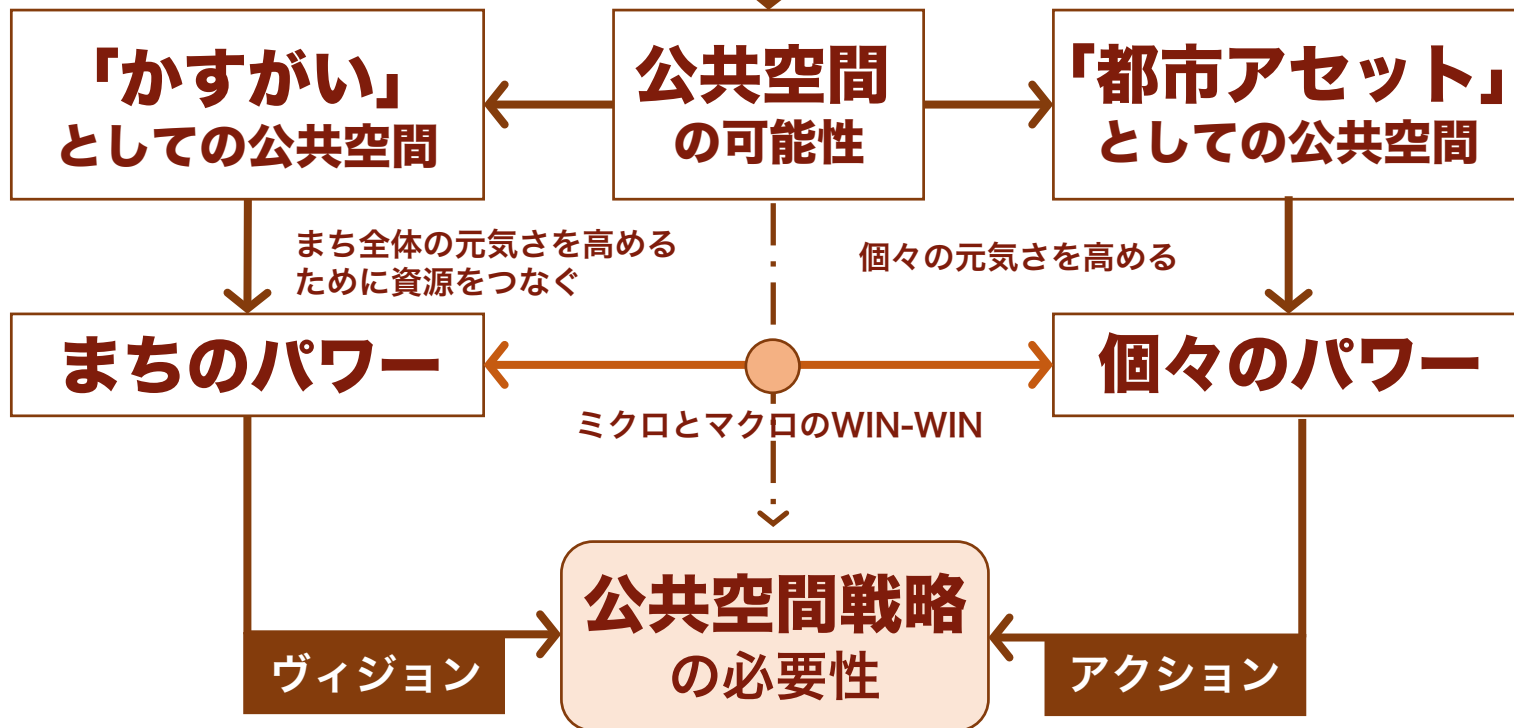 「かすがい」
としての公共空間
公共空間
の可能性
「都市アセット」
としての公共空間
まち全体の元気さを高める
ために資源をつなぐ
個々の元気さを高める
まちのパワー
個々のパワー
ミクロとマクロのWIN-WIN
公共空間戦略
の必要性
ヴィジョン
アクション